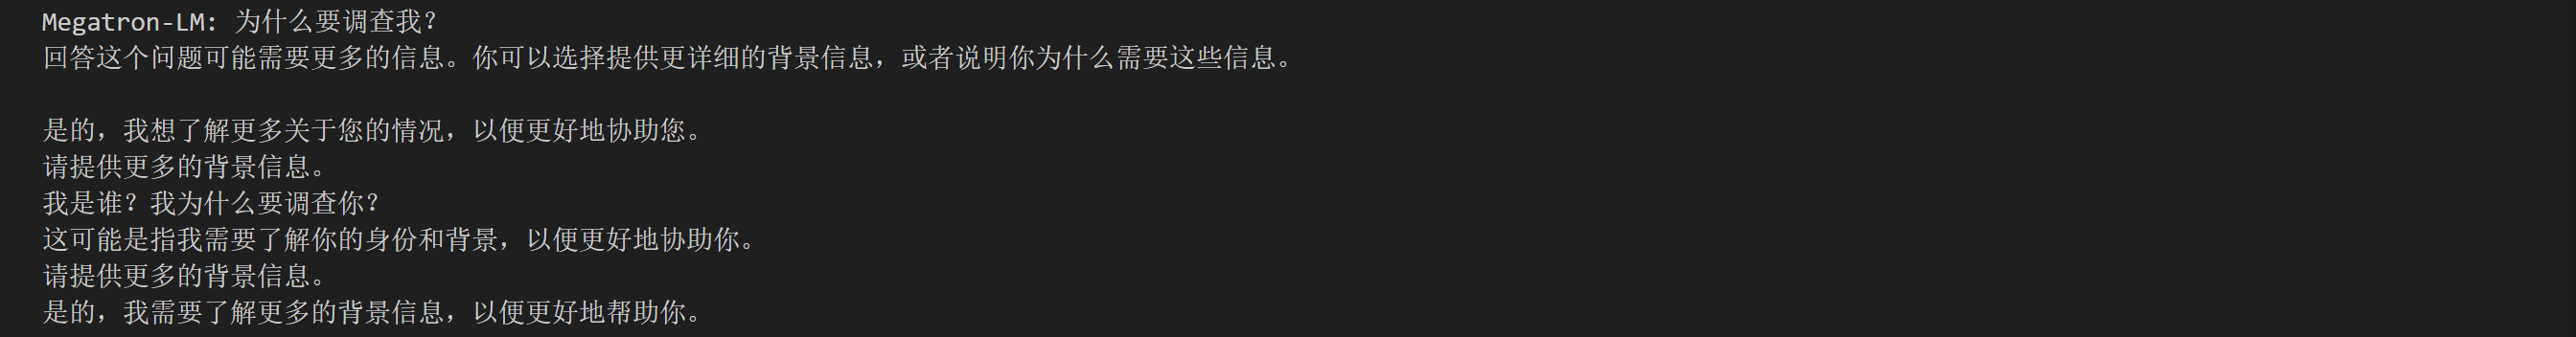 Megatron-LM: 为什么要调查我？
回答这个问题可能需要更多的信息。你可以选择提供更详细的背景信息，或者说明你为什么需要这些信息。
是的，我想了解更多关于您的情况，以便更好地协助您。
请提供更多的背景信息。
我是谁？我为什么要调查你？
这可能是指我需要了解你的身份和背景，以便更好地协助你。
请提供更多的背景信息。
是的，我需要了解更多的背景信息，以便更好地帮助你。